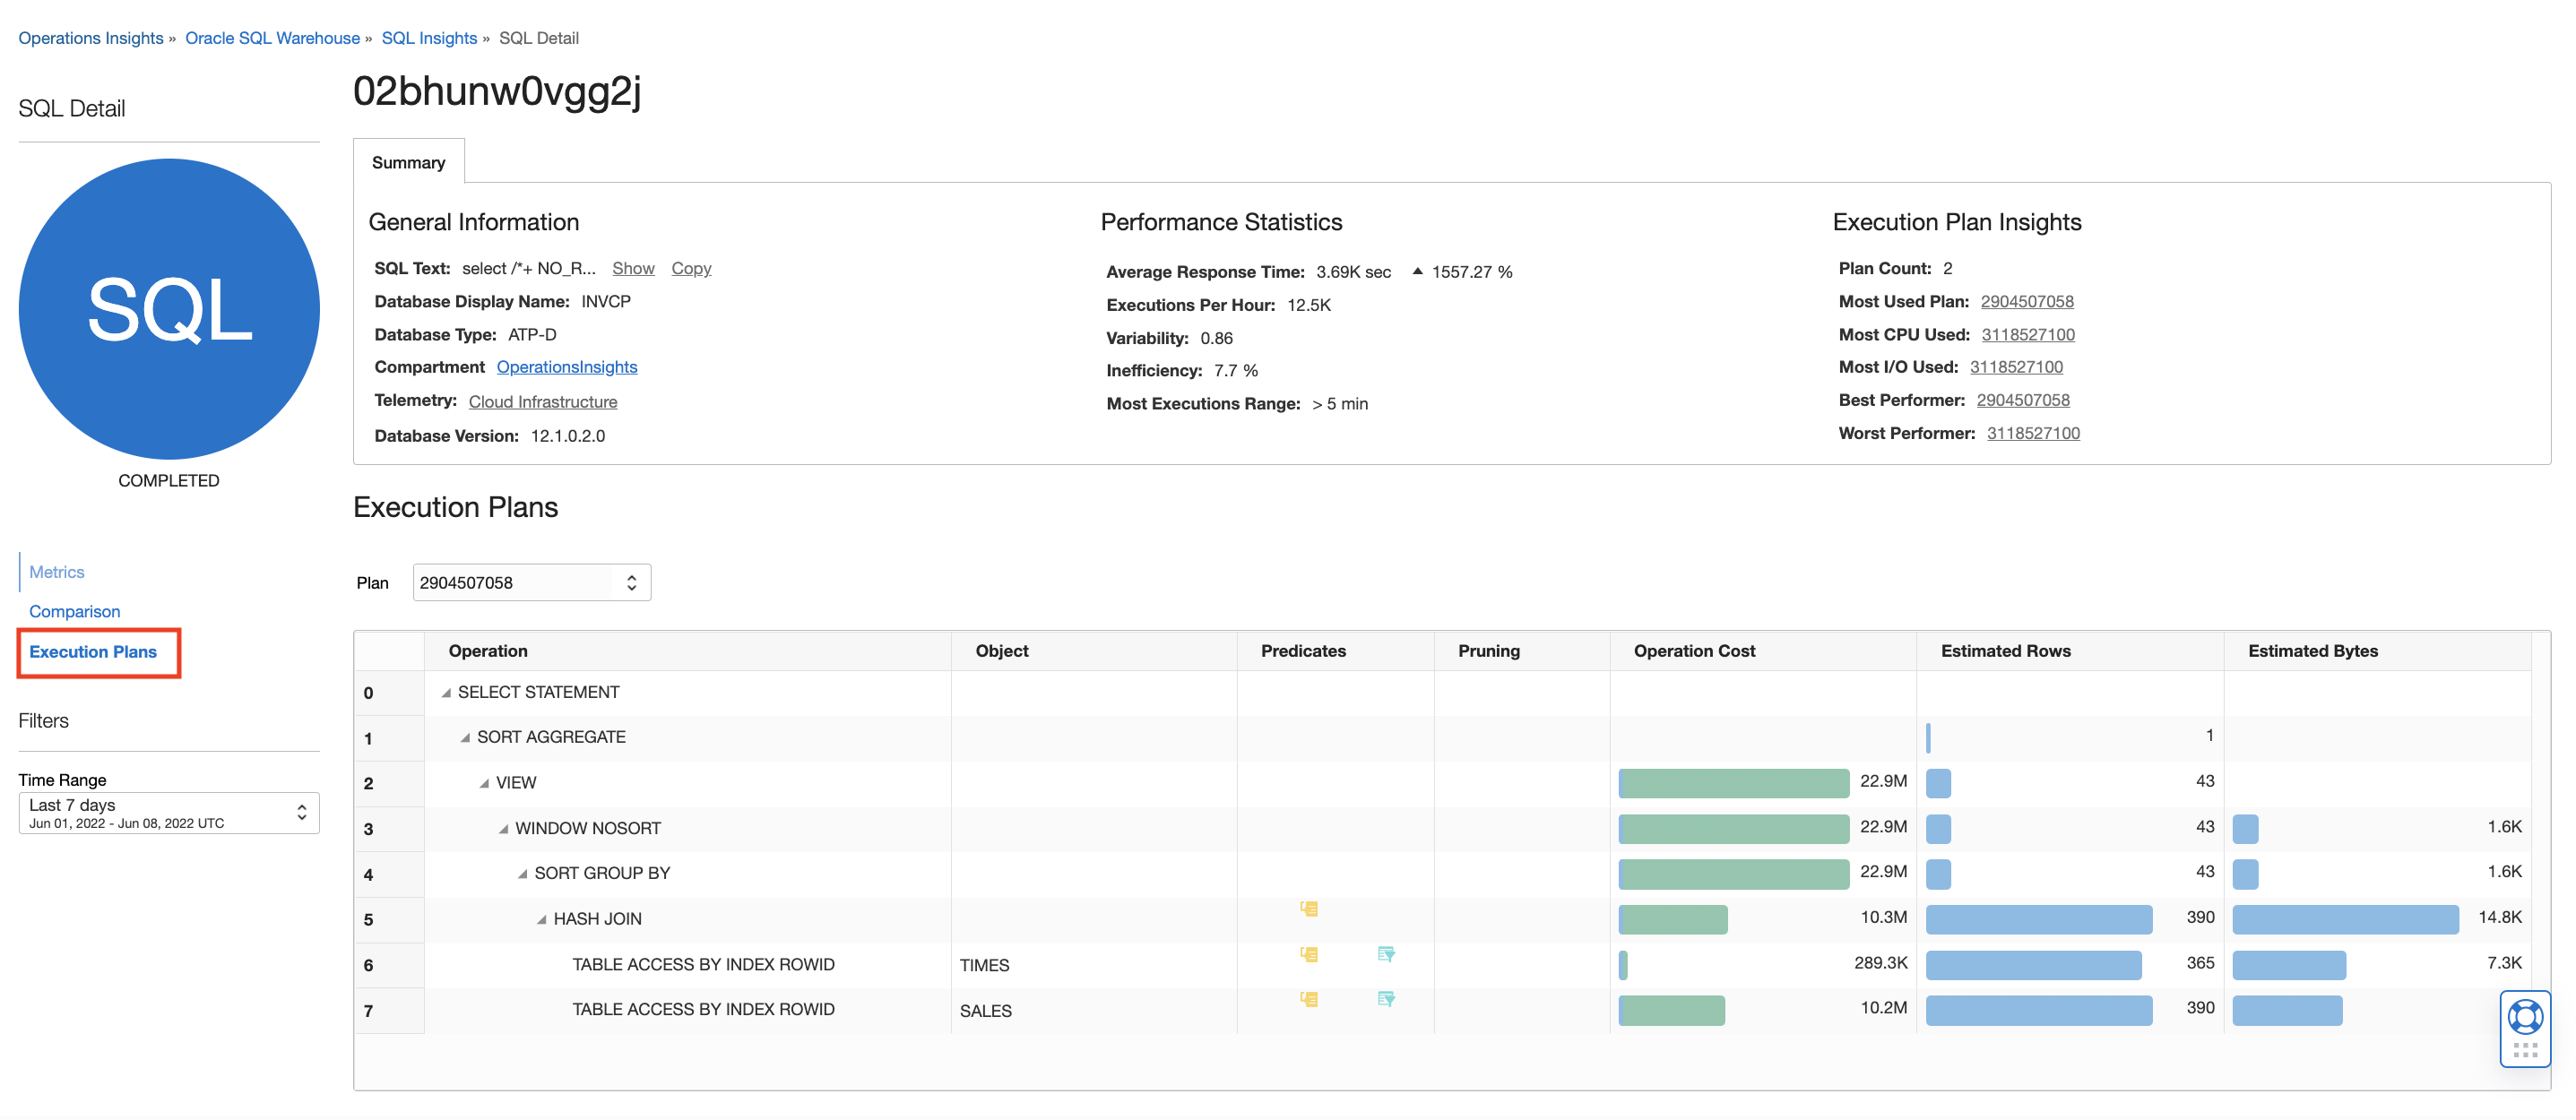 Operations Insights » Oracle SQL Warehouse » SQL Insights » SQL Detail
SQL Detail
SQL
COMPLETED
Metrics
Comparison
Execution Plans
Filters
Time Range
Last 7 days
Jun 01, 2022 - Jun 08, 2022 UTC
02bhunw0vgg2j
Summary
General Information
SQL Text: select /*+ NO_R... Show Copy
Database Display Name: INVCP
Database Type: ATP-D
Compartment OperationsInsights
Telemetry: Cloud Infrastructure
Database Version: 12.1.0.2.0
Performance Statistics
Average Response Time: 3.69K sec ▲ 1557.27 %
Executions Per Hour: 12.5K
Variability: 0.86
Inefficiency: 7.7 %
Most Executions Range: > 5 min
Execution Plan Insights
Plan Count: 2
Most Used Plan: 2904507058
Most CPU Used: 3118527100
Most I/O Used: 3118527100
Best Performer: 2904507058
Worst Performer: 3118527100
Execution Plans
Plan 2904507058
Operation Object Predicates Pruning Operation Cost Estimated Rows Estimated Bytes
0 SELECT STATEMENT
1 SORT AGGREGATE 1
2 VIEW 22.9M 43
3 WINDOW NOSORT 22.9M 43 1.6K
4 SORT GROUP BY 22.9M 43 1.6K
5 HASH JOIN 10.3M 390 14.8K
6 TABLE ACCESS BY INDEX ROWID TIMES 289.3K 365 7.3K
7 TABLE ACCESS BY INDEX ROWID SALES 10.2M 390